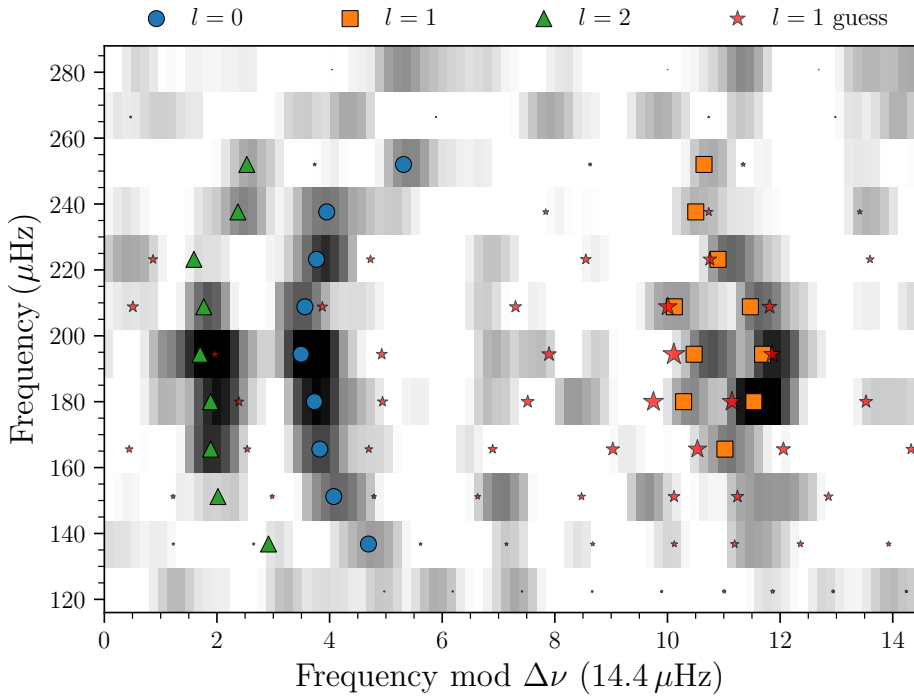 l = 0 l = 1 l = 2 l = 1 guess
280
260
240
220
200
180
160
140
120
Frequency (μHz)
0 2 4 6 8 10 12 14
Frequency mod Δν (14.4 μHz)